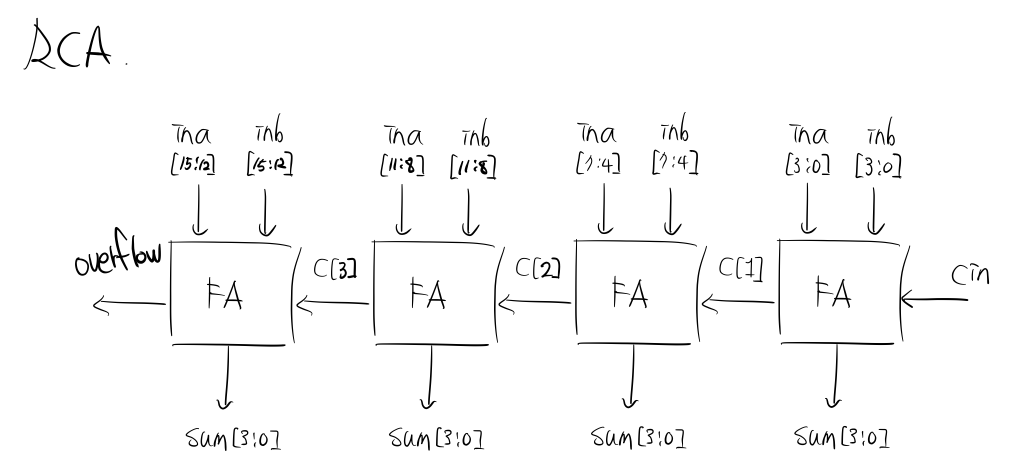 RCA.
Ina Inb Ina Inb Ina Inb Ina Inb
[15:12] [15:12] [11:8] [11:8] [7:4] [7:4] [3:0] [3:0]
overflow C[3] C[2] C[1] Cin
FA FA FA FA
Sum[3:0] Sum[3:0] Sum[3:0] Sum[3:0]